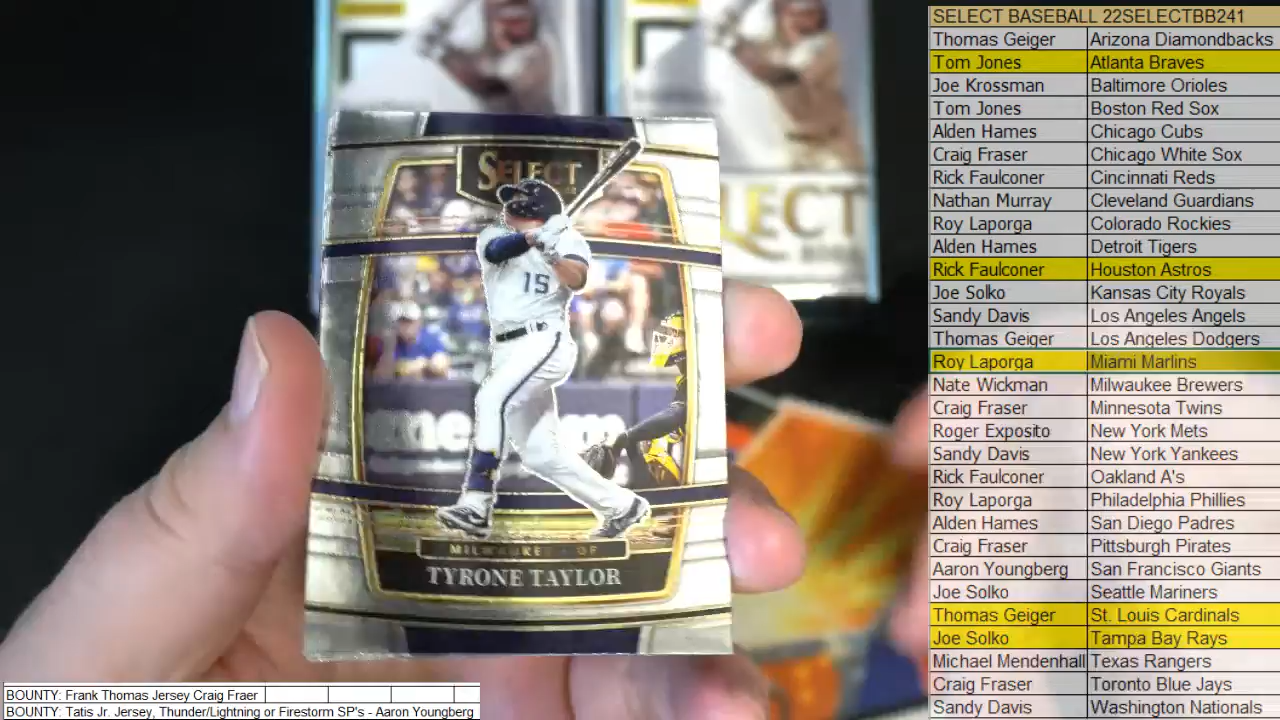 SELECT
LECT
15
MILWAUKEE • OF
TYRONE TAYLOR
SELECT BASEBALL 22SELECTBB241
Thomas Geiger Arizona Diamondbacks
Tom Jones Atlanta Braves
Joe Krossman Baltimore Orioles
Tom Jones Boston Red Sox
Alden Hames Chicago Cubs
Craig Fraser Chicago White Sox
Rick Faulconer Cincinnati Reds
Nathan Murray Cleveland Guardians
Roy Laporga Colorado Rockies
Alden Hames Detroit Tigers
Rick Faulconer Houston Astros
Joe Solko Kansas City Royals
Sandy Davis Los Angeles Angels
Thomas Geiger Los Angeles Dodgers
Roy Laporga Miami Marlins
Nate Wickman Milwaukee Brewers
Craig Fraser Minnesota Twins
Roger Exposito New York Mets
Sandy Davis New York Yankees
Rick Faulconer Oakland A's
Roy Laporga Philadelphia Phillies
Alden Hames San Diego Padres
Craig Fraser Pittsburgh Pirates
Aaron Youngberg San Francisco Giants
Joe Solko Seattle Mariners
Thomas Geiger St. Louis Cardinals
Joe Solko Tampa Bay Rays
Michael Mendenhall Texas Rangers
Craig Fraser Toronto Blue Jays
Sandy Davis Washington Nationals
BOUNTY: Frank Thomas Jersey Craig Fraer
BOUNTY: Tatis Jr. Jersey, Thunder/Lightning or Firestorm SP's - Aaron Youngberg